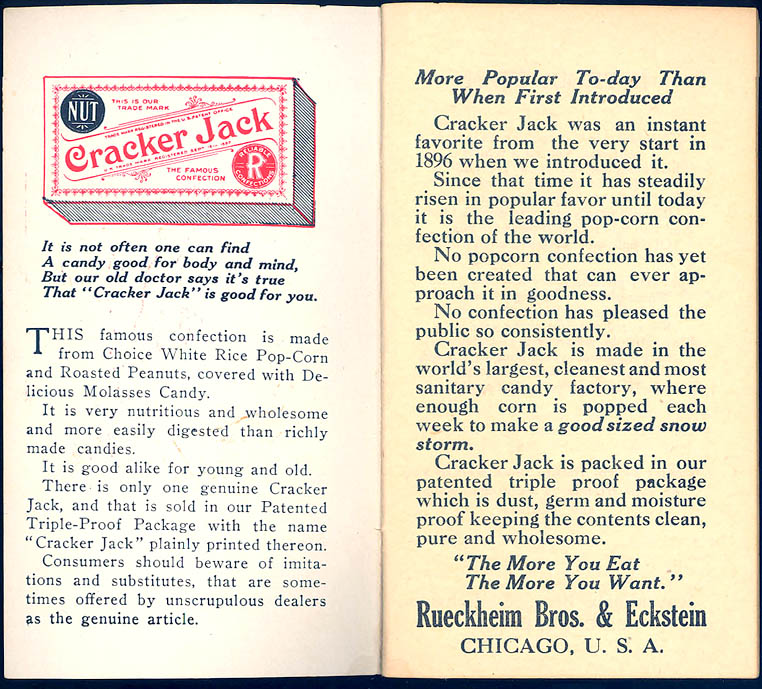 NUT
THIS IS OUR
TRADE MARK
TRADE MARK REGISTERED IN THE U.S. PATENT OFFICE
Cracker Jack
U.S. TRADE MARK REGISTERED SEPT.
THE FAMOUS
CONFECTION
RELIABLE
R
CONFECTIONS
It is not often one can find
A candy good for body and mind,
But our old doctor says it's true
That "Cracker Jack" is good for you.
THIS famous confection is made
from Choice White Rice Pop-Corn
and Roasted Peanuts, covered with De-
licious Molasses Candy.
It is very nutritious and wholesome
and more easily digested than richly
made candies.
It is good alike for young and old.
There is only one genuine Cracker
Jack, and that is sold in our Patented
Triple-Proof Package with the name
"Cracker Jack" plainly printed thereon.
Consumers should beware of imita-
tions and substitutes, that are some-
times offered by unscrupulous dealers
as the genuine article.
More Popular To-day Than
When First Introduced
Cracker Jack was an instant
favorite from the very start in
1896 when we introduced it.
Since that time it has steadily
risen in popular favor until today
it is the leading pop-corn con-
fection of the world.
No popcorn confection has yet
been created that can ever ap-
proach it in goodness.
No confection has pleased the
public so consistently.
Cracker Jack is made in the
world's largest, cleanest and most
sanitary candy factory, where
enough corn is popped each
week to make a good sized snow
storm.
Cracker Jack is packed in our
patented triple proof package
which is dust, germ and moisture
proof keeping the contents clean,
pure and wholesome.
"The More You Eat
The More You Want."
Rueckheim Bros. & Eckstein
CHICAGO, U. S. A.